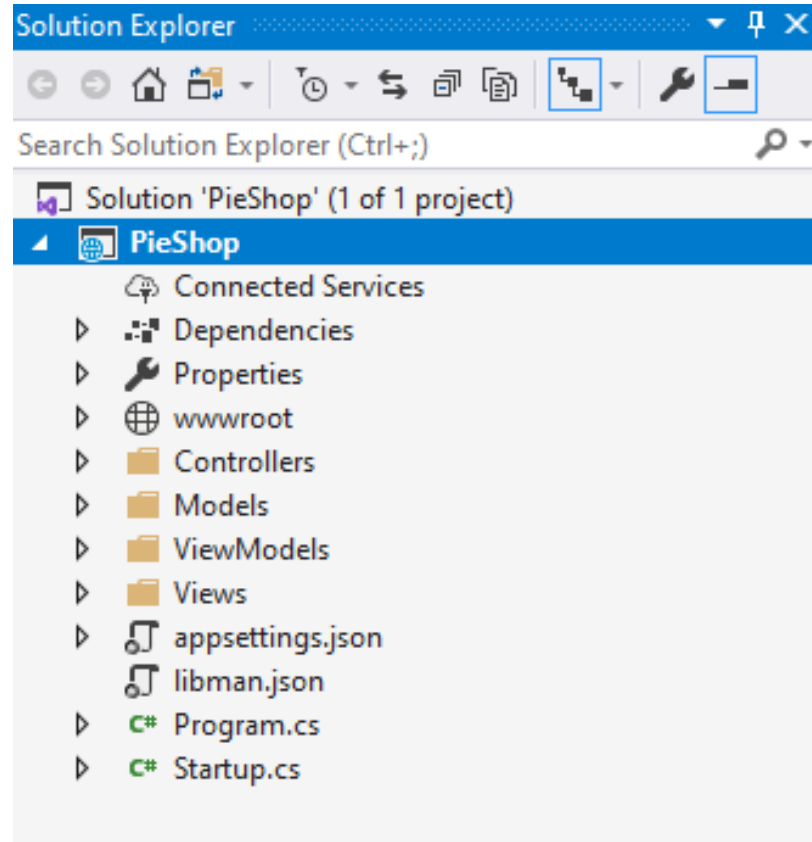 Solution Explorer
Search Solution Explorer (Ctrl+;)
Solution 'PieShop' (1 of 1 project)
PieShop
Connected Services
Dependencies
Properties
wwwroot
Controllers
Models
ViewModels
Views
appsettings.json
libman.json
C# Program.cs
C# Startup.cs